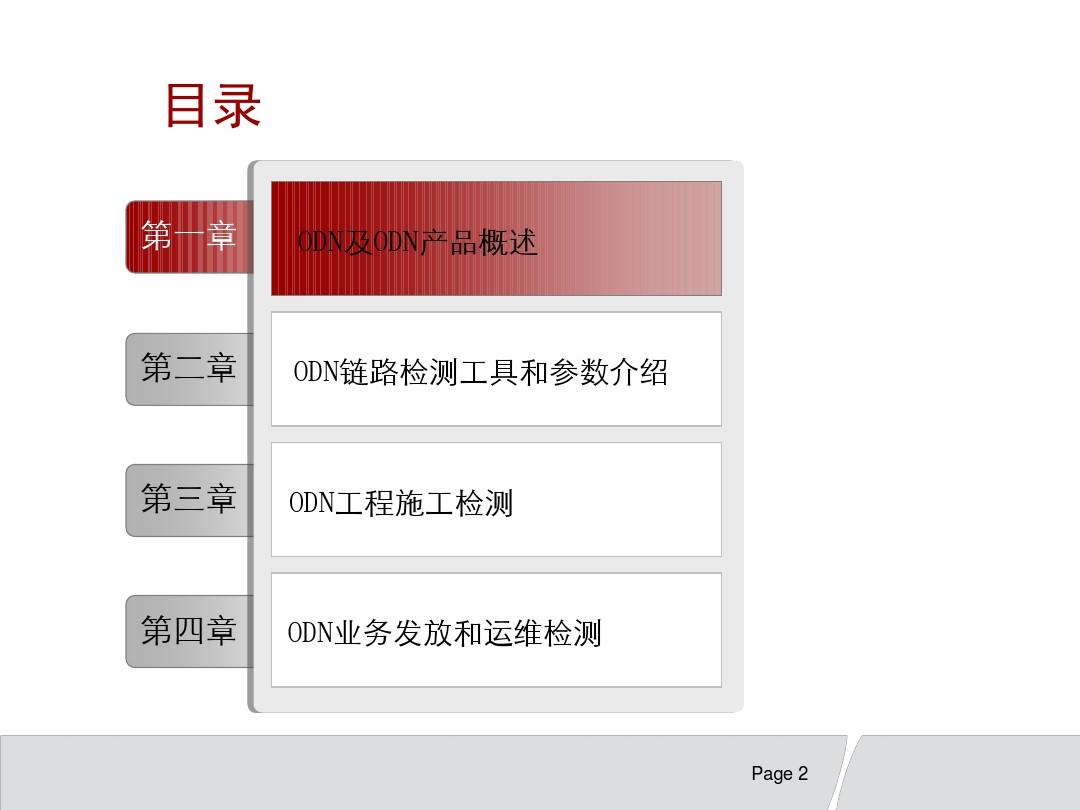 目录
第一章
ODN及ODN产品概述
第二章
ODN链路检测工具和参数介绍
第三章
ODN工程施工检测
第四章
ODN业务发放和运维检测
Page 2